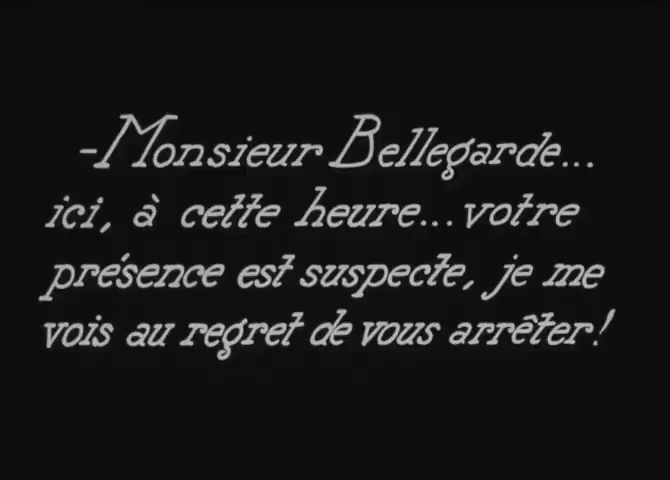 -Monsieur Bellegarde...
ici, à cette heure...votre
présence est suspecte, je me
vois au regret de vous arrêter!